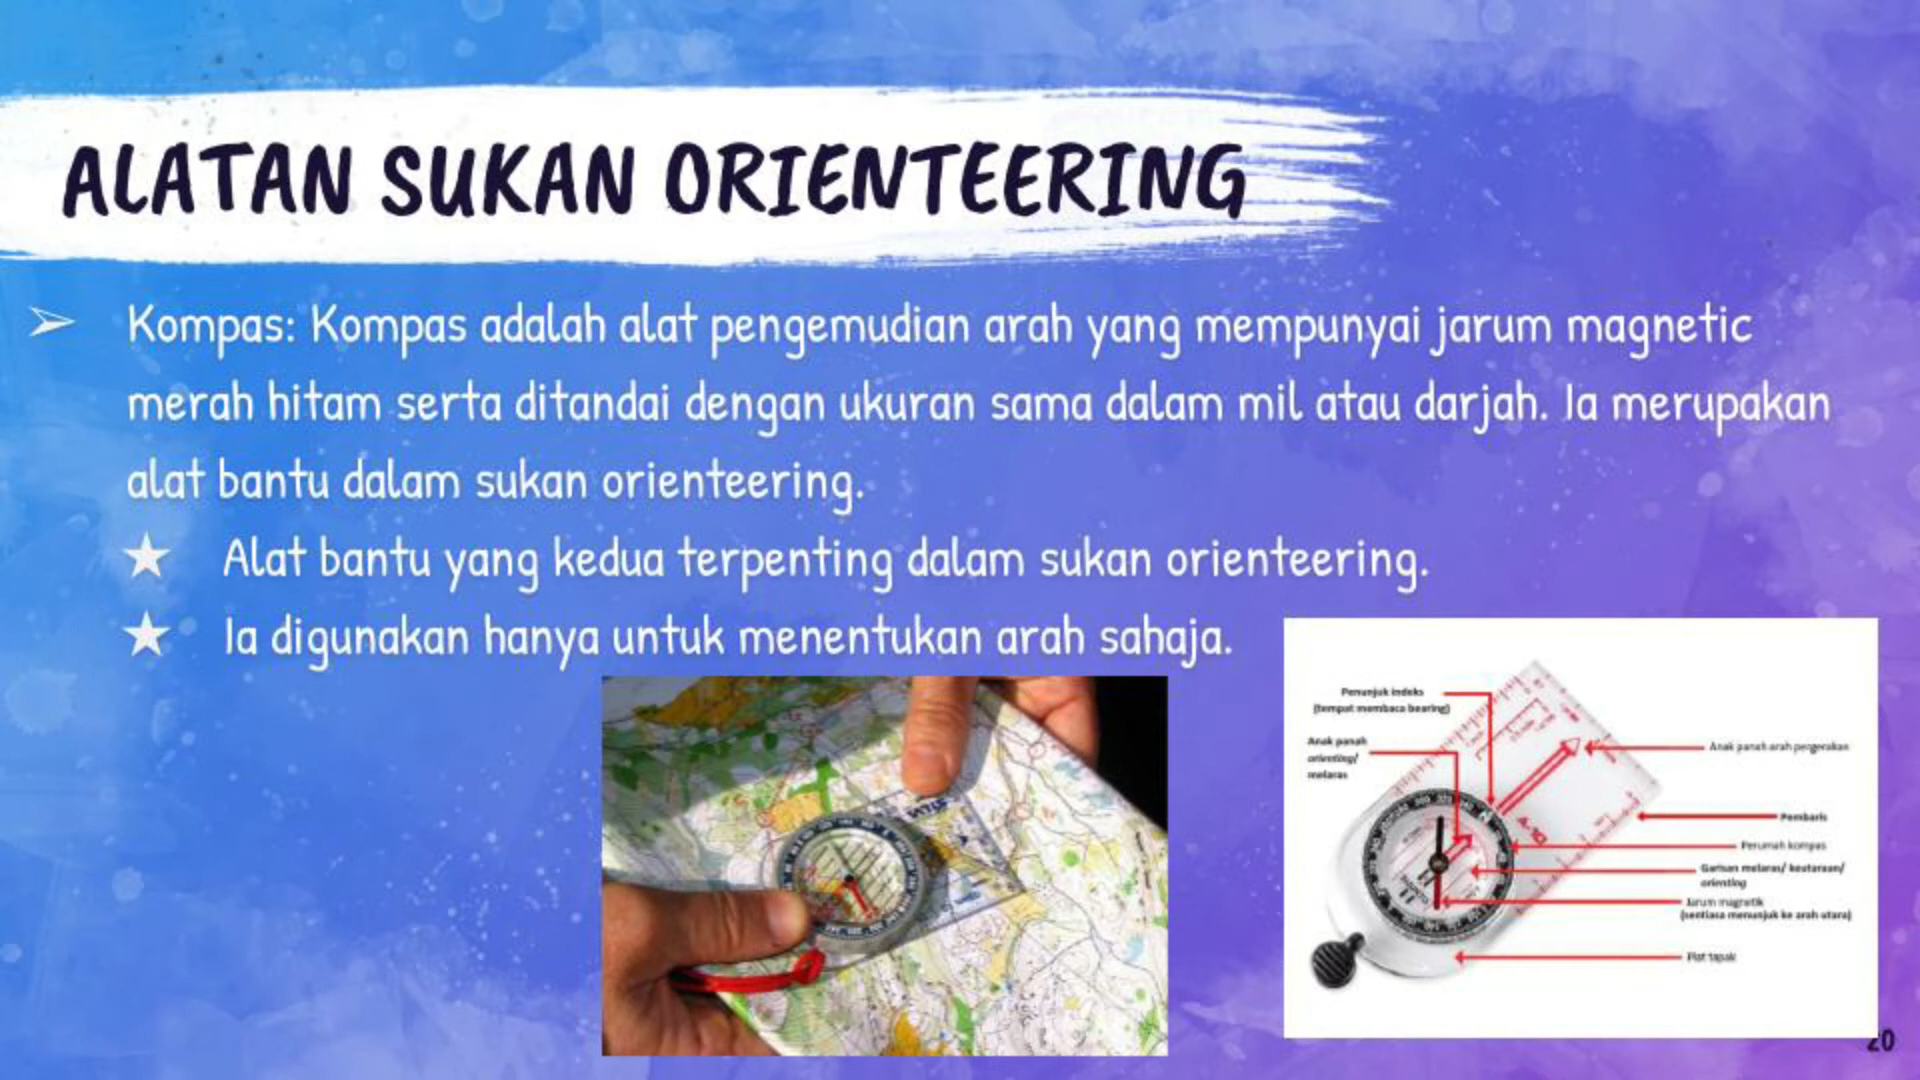 ALATAN SUKAN ORIENTEERING
➢ Kompas: Kompas adalah alat pengemudian arah yang mempunyai jarum magnetic
merah hitam serta ditandai dengan ukuran sama dalam mil atau darjah. Ia merupakan
alat bantu dalam sukan orienteering.
★ Alat bantu yang kedua terpenting dalam sukan orienteering.
★ Ia digunakan hanya untuk menentukan arah sahaja.
Penunjuk indeks
(tempat membaca bearing)
Anak panah
orienting/
melaras
Anak panah arah pergerakan
Pembaris
Perumah kompas
Garisan melaras/ keutaraan/
orienting
Jarum magnetik
(sentiasa menunjuk ke arah utara)
Plat tapak
20